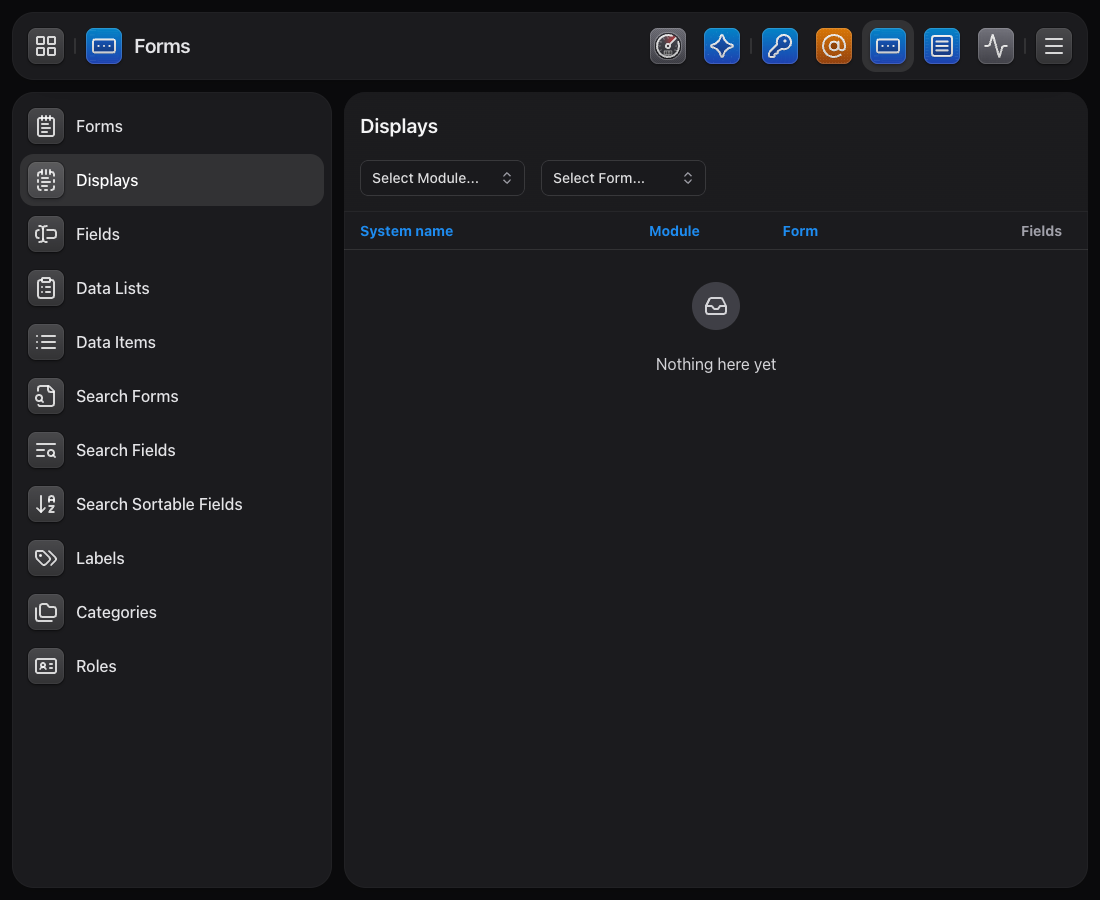 Forms
Forms
Displays
Fields
Data Lists
Data Items
Search Forms
Search Fields
Search Sortable Fields
Labels
Categories
Roles
Displays
Select Module...
Select Form...
System name
Module
Form
Fields
Nothing here yet